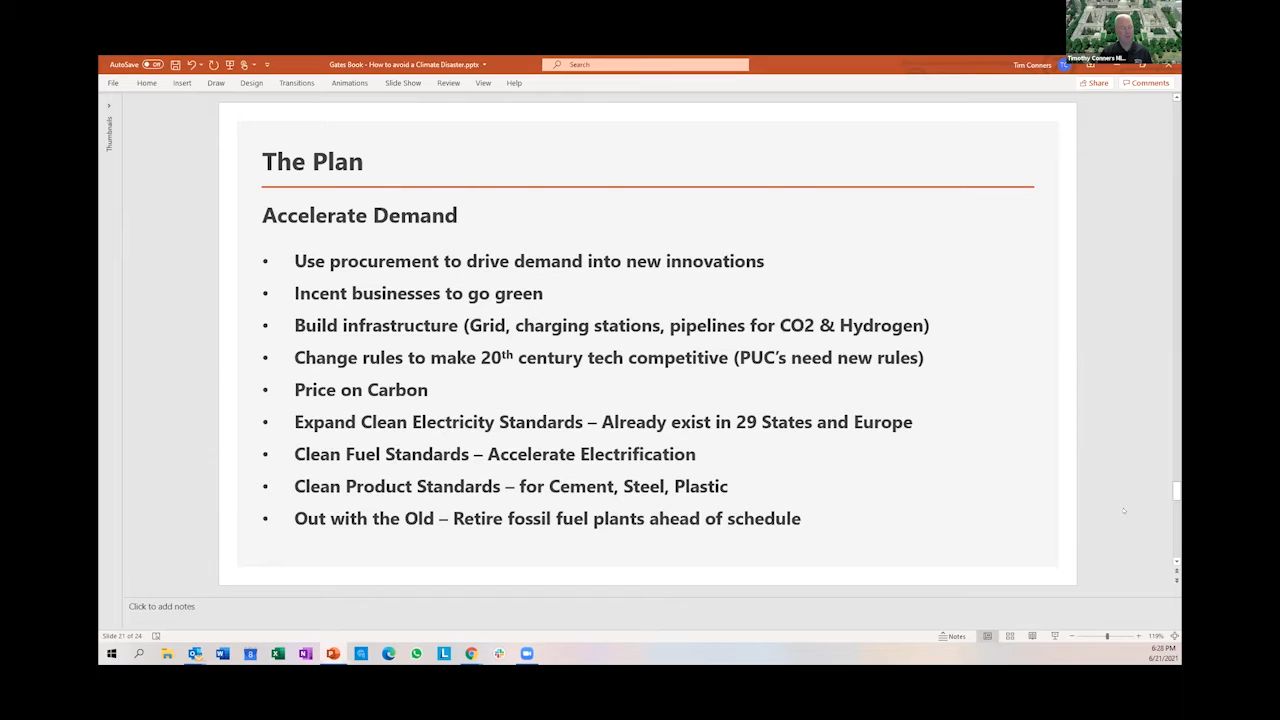 AutoSave Off
Gates Book - How to avoid a Climate Disaster.pptx
Search
Tim Conners
Timothy Conners
File Home Insert Draw Design Transitions Animations Slide Show Review View Help
Share Comments
Thumbnails
The Plan
Accelerate Demand
• Use procurement to drive demand into new innovations
• Incent businesses to go green
• Build infrastructure (Grid, charging stations, pipelines for CO2 & Hydrogen)
• Change rules to make 20th century tech competitive (PUC's need new rules)
• Price on Carbon
• Expand Clean Electricity Standards – Already exist in 29 States and Europe
• Clean Fuel Standards – Accelerate Electrification
• Clean Product Standards – for Cement, Steel, Plastic
• Out with the Old – Retire fossil fuel plants ahead of schedule
Click to add notes
Slide 21 of 24
Notes
119%
6:28 PM
6/21/2021